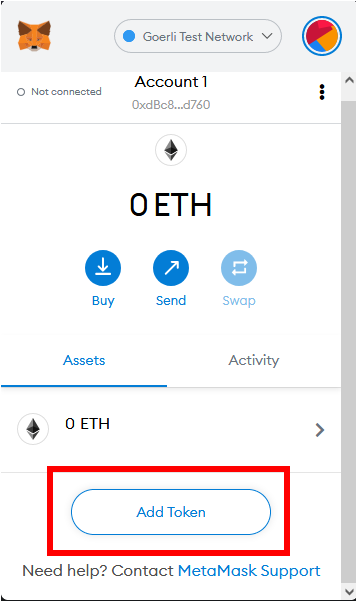 Goerli Test Network
Not connected
Account 1
0xdBc8...d760
0 ETH
Buy Send Swap
Assets Activity
0 ETH
Add Token
Need help? Contact MetaMask Support